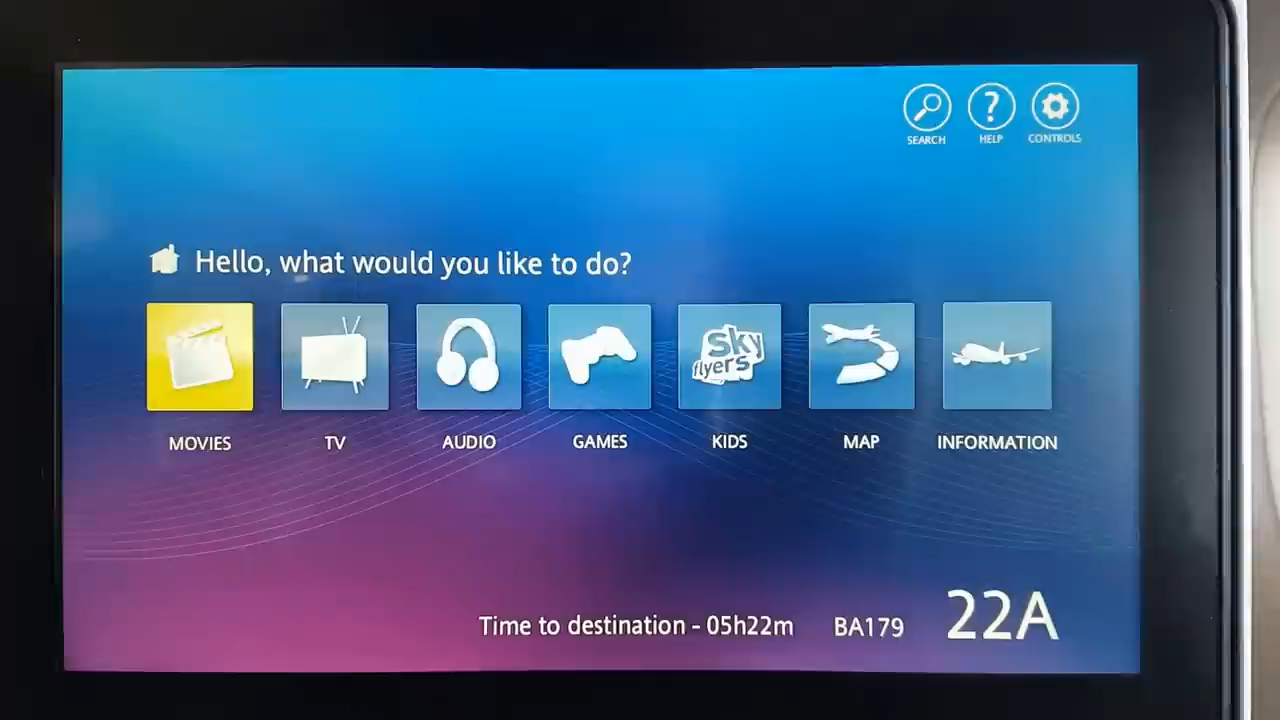 SEARCH HELP CONTROLS
Hello, what would you like to do?
sky
flyers
MOVIES TV AUDIO GAMES KIDS MAP INFORMATION
Time to destination - 05h22m BA179 22A